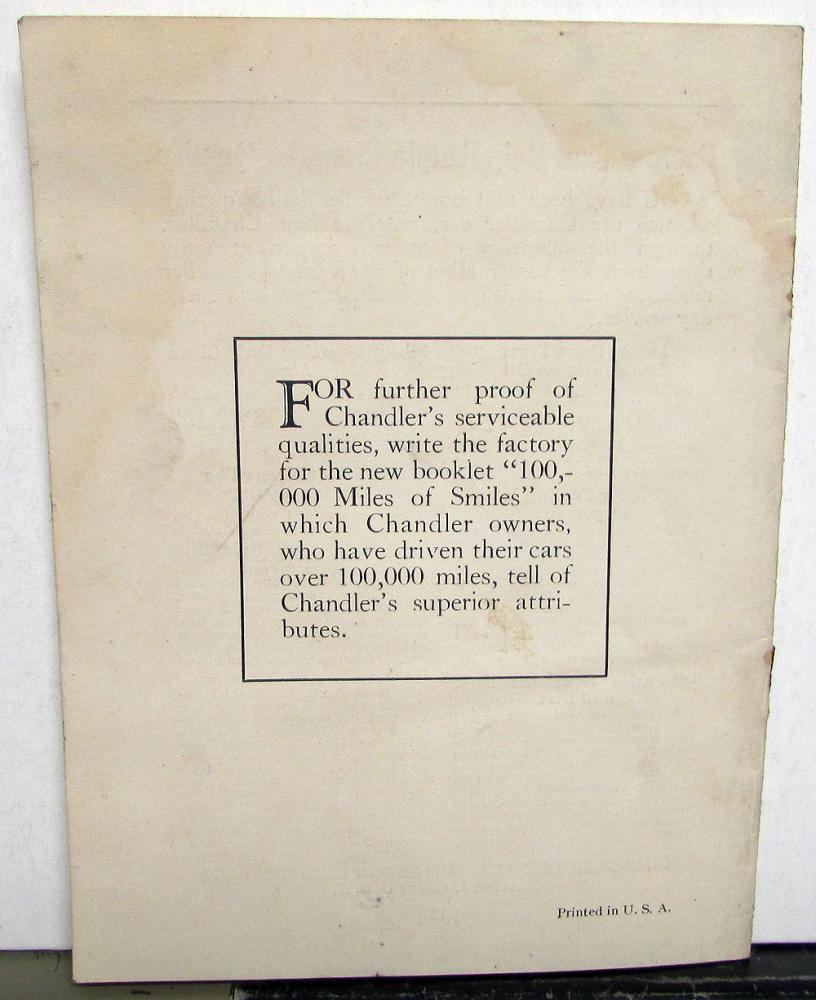 FOR further proof of
Chandler's serviceable
qualities, write the factory
for the new booklet “100,-
000 Miles of Smiles” in
which Chandler owners,
who have driven their cars
over 100,000 miles, tell of
Chandler's superior attri-
butes.
Printed in U. S. A.